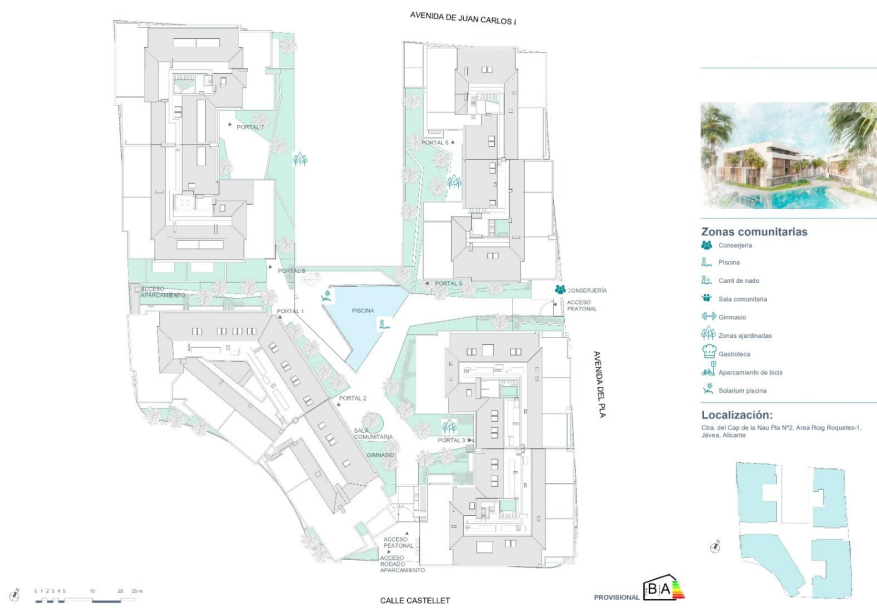 AVENIDA DE JUAN CARLOS I
PORTAL 7
PORTAL 6
PORTAL 8
PORTAL 5
ACCESO
APARCAMIENTO
PORTAL 1
PISCINA
CONSERJERÍA
ACCESO
PEATONAL
AVENIDA DEL PLA
PORTAL 2
SALA
COMUNITARIA
GIMNASIO
PORTAL 3
ACCESO
PEATONAL
ACCESO
RODADO
APARCAMIENTO
CALLE CASTELLET
0 1 2 3 4 5 10 20 25 m
PROVISIONAL
B A
Zonas comunitarias
Conserjería
Piscina
Carril de nado
Sala comunitaria
Gimnasio
Zonas ajardinadas
Gastroteca
Aparcamiento de bicis
Solarium piscina
Localización:
Ctra. del Cap de la Nau Pla Nº2, Area Roig Roquetes-1,
Jávea, Alicante